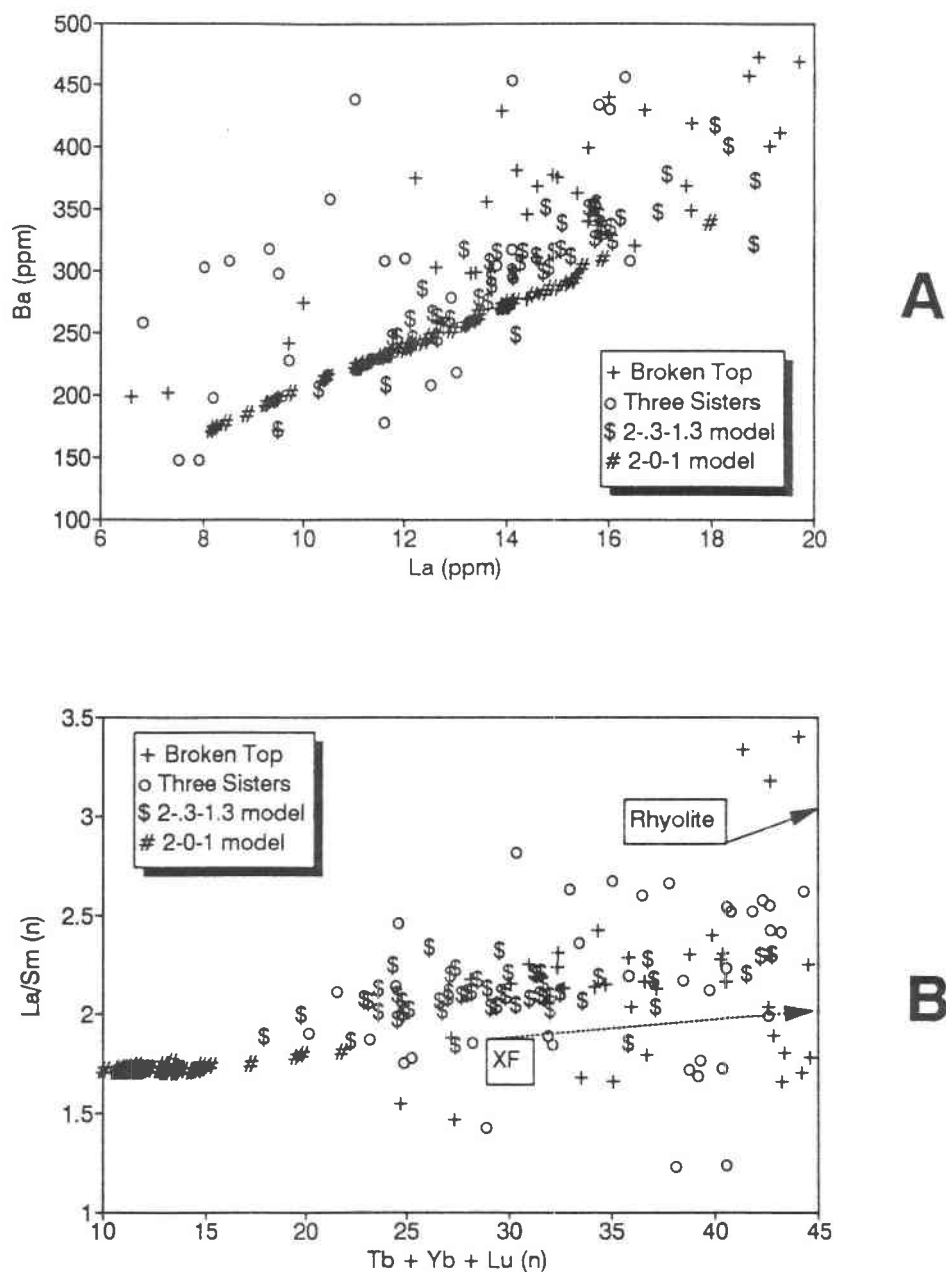 500
450
400
350
300
250
200
150
100
Ba (ppm)
6 8 10 12 14 16 18 20
La (ppm)
+ Broken Top
o Three Sisters
$ 2-.3-1.3 model
# 2-0-1 model
A
3.5
3
2.5
2
1.5
1
La/Sm (n)
+ Broken Top
o Three Sisters
$ 2-.3-1.3 model
# 2-0-1 model
Rhyolite
XF
10 15 20 25 30 35 40 45
Tb + Yb + Lu (n)
B